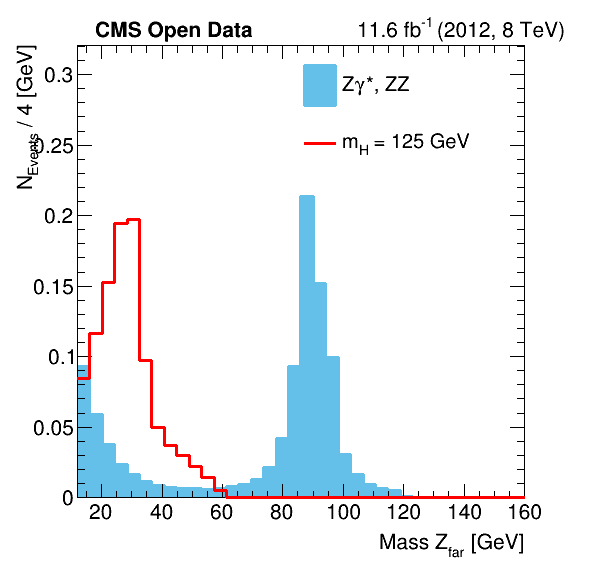 CMS Open Data 11.6 fb-1 (2012, 8 TeV)
NEvents / 4 [GeV]
Zγ*, ZZ
mH = 125 GeV
0.3
0.25
0.2
0.15
0.1
0.05
0
20 40 60 80 100 120 140 160
Mass Zfar [GeV]